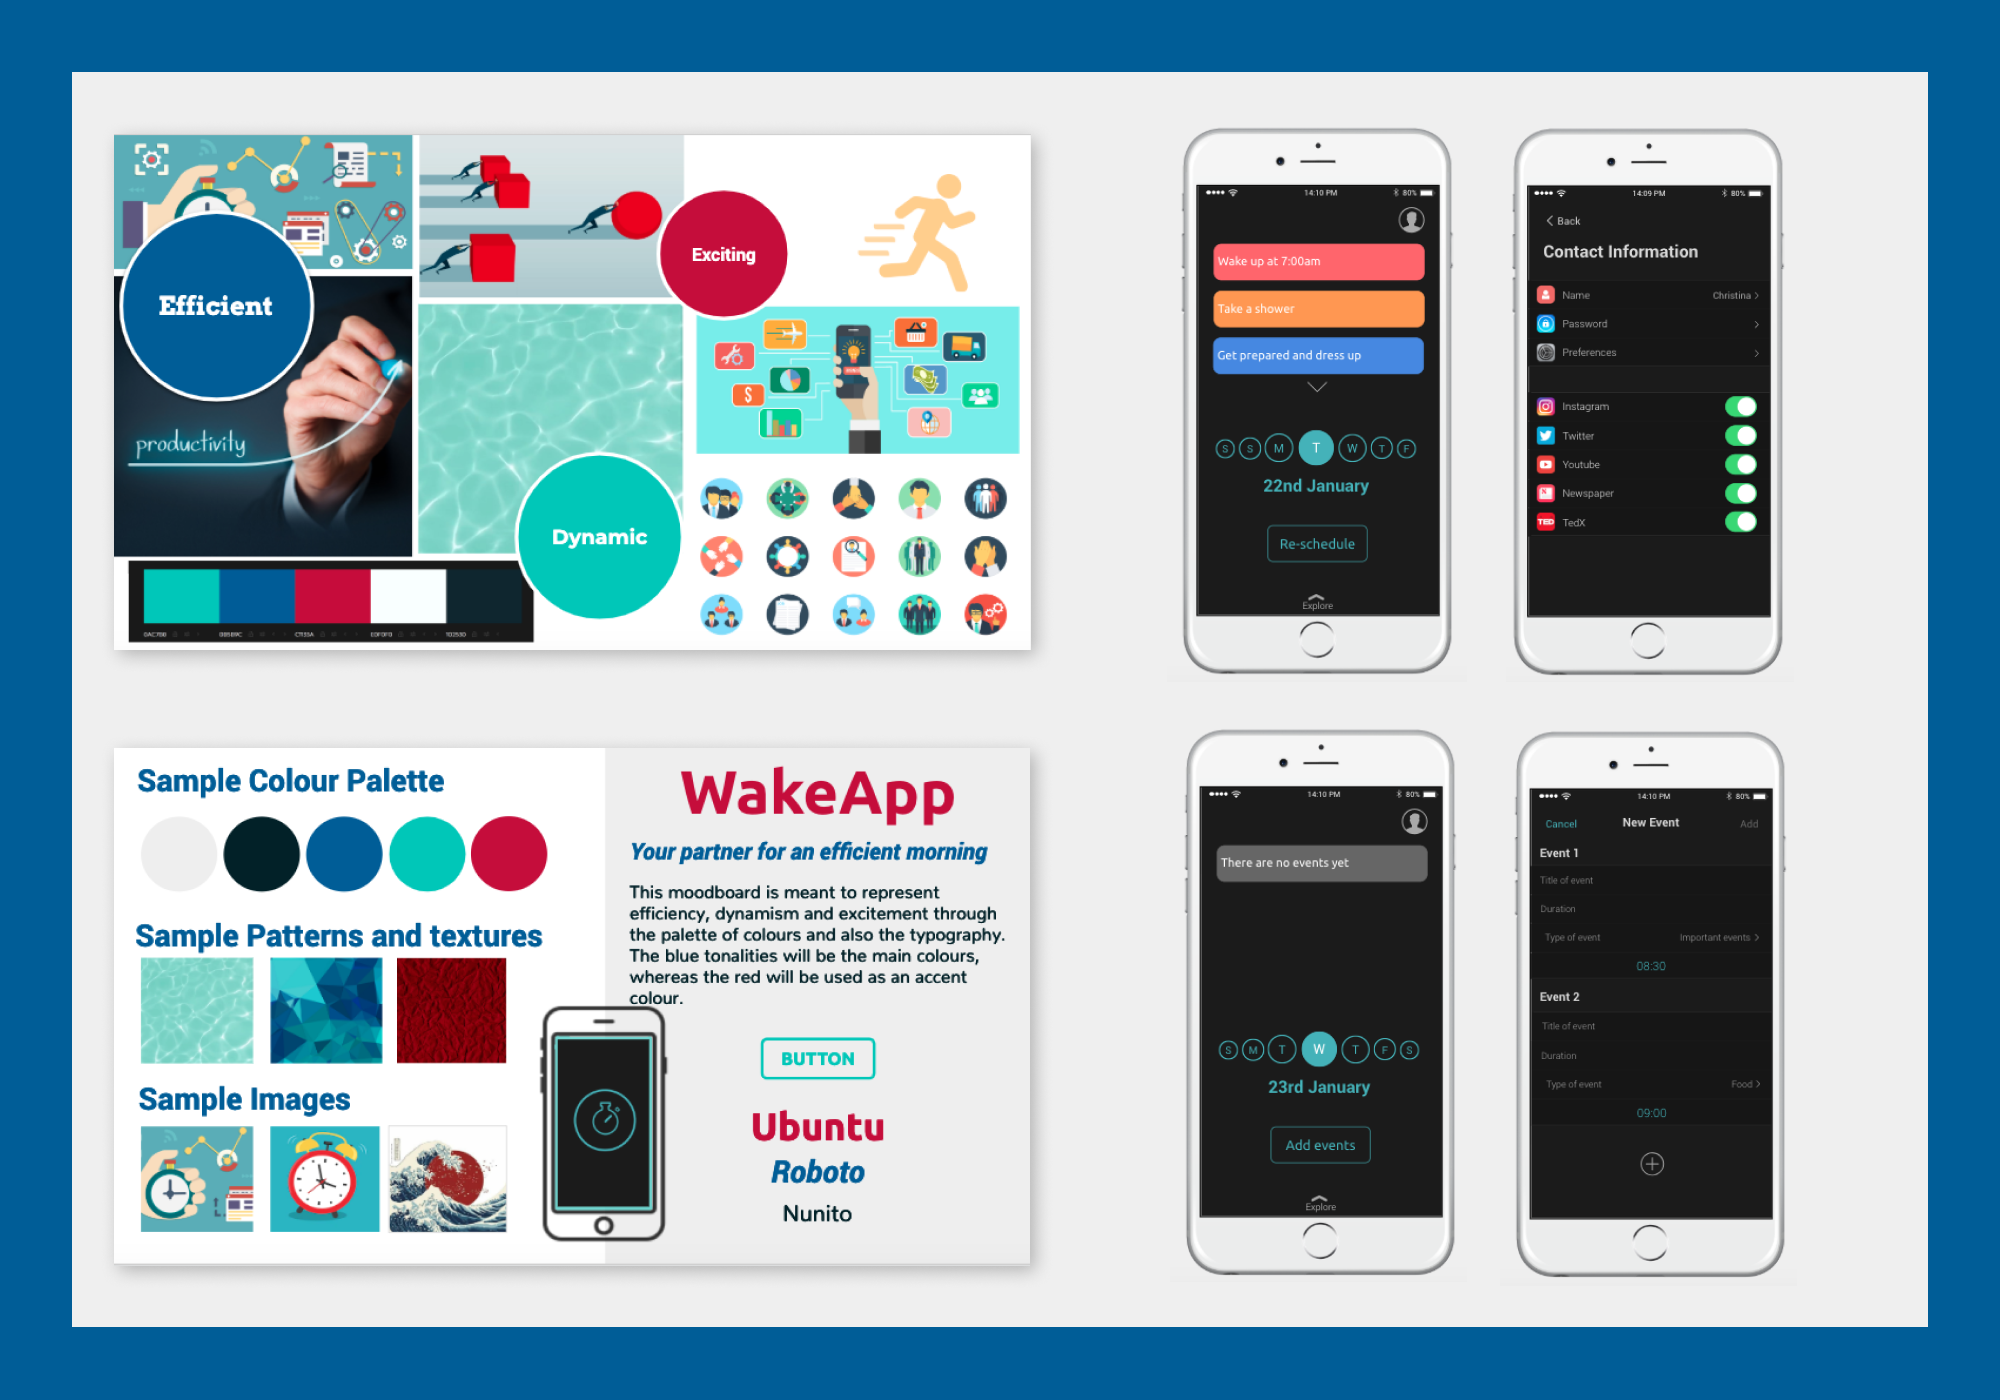 Efficient
Exciting
productivity
Dynamic
$
Sample Colour Palette
Sample Patterns and textures
Sample Images
WakeApp
Your partner for an efficient morning
This moodboard is meant to represent
efficiency, dynamism and excitement through
the palette of colours and also the typography.
The blue tonalities will be the main colours,
whereas the red will be used as an accent
colour.
BUTTON
Ubuntu
Roboto
Nunito
14:10 PM
80%
Wake up at 7:00am
Take a shower
Get prepared and dress up
S S M T W T F
22nd January
Re-schedule
Explore
14:09 PM
80%
Back
Contact Information
Name Christina
Password
Preferences
Instagram
Twitter
Youtube
Newspaper
TED TedX
14:10 PM
80%
There are no events yet
S M T W T F S
23rd January
Add events
Explore
14:10 PM
80%
Cancel New Event Add
Event 1
Title of event
Duration
Type of event Important events
08:30
Event 2
Title of event
Duration
Type of event Food
09:00